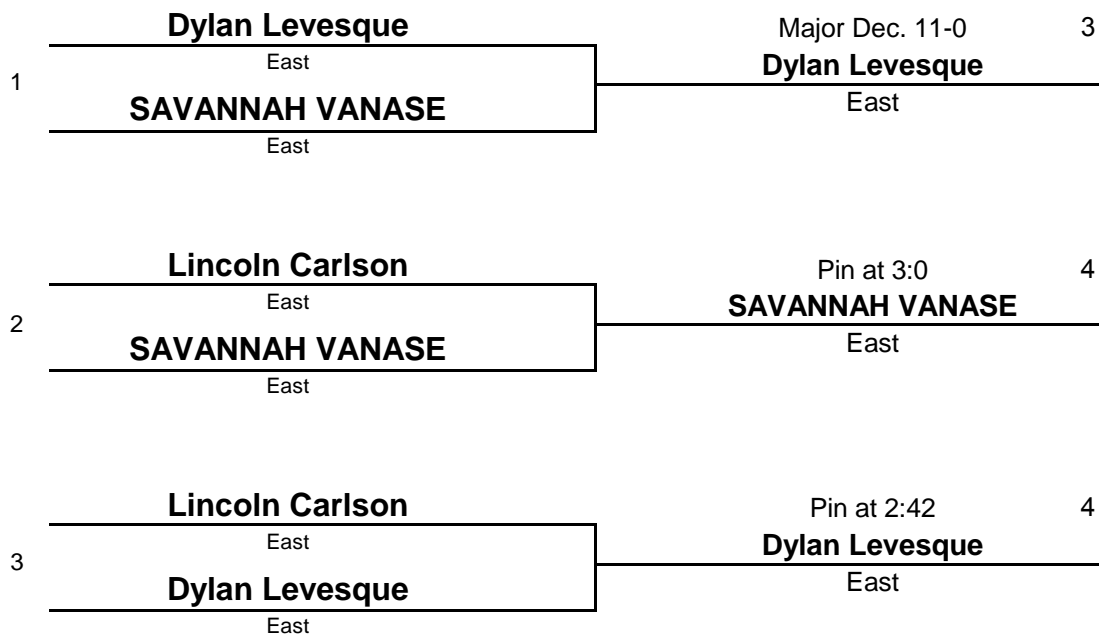 Dylan Levesque
East
1
SAVANNAH VANASE
East
Major Dec. 11-0 3
Dylan Levesque
East
Lincoln Carlson
East
2
SAVANNAH VANASE
East
Pin at 3:0 4
SAVANNAH VANASE
East
Lincoln Carlson
East
3
Dylan Levesque
East
Pin at 2:42 4
Dylan Levesque
East